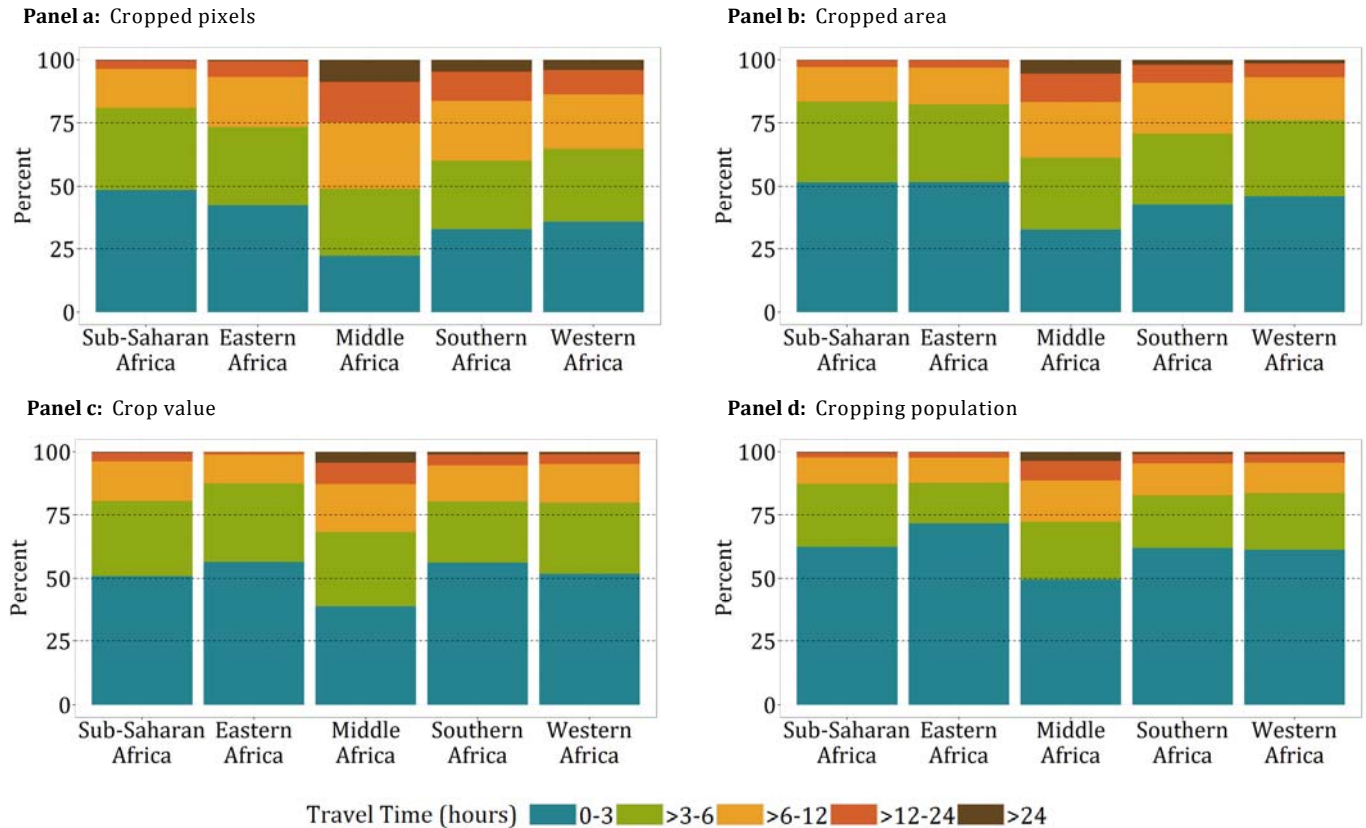 Panel a: Cropped pixels
Percent
100
75
50
25
0
Sub-Saharan Africa
Eastern Africa
Middle Africa
Southern Africa
Western Africa
Panel b: Cropped area
Percent
100
75
50
25
0
Sub-Saharan Africa
Eastern Africa
Middle Africa
Southern Africa
Western Africa
Panel c: Crop value
Percent
100
75
50
25
0
Sub-Saharan Africa
Eastern Africa
Middle Africa
Southern Africa
Western Africa
Panel d: Cropping population
Percent
100
75
50
25
0
Sub-Saharan Africa
Eastern Africa
Middle Africa
Southern Africa
Western Africa
Travel Time (hours) 0-3 >3-6 >6-12 >12-24 >24